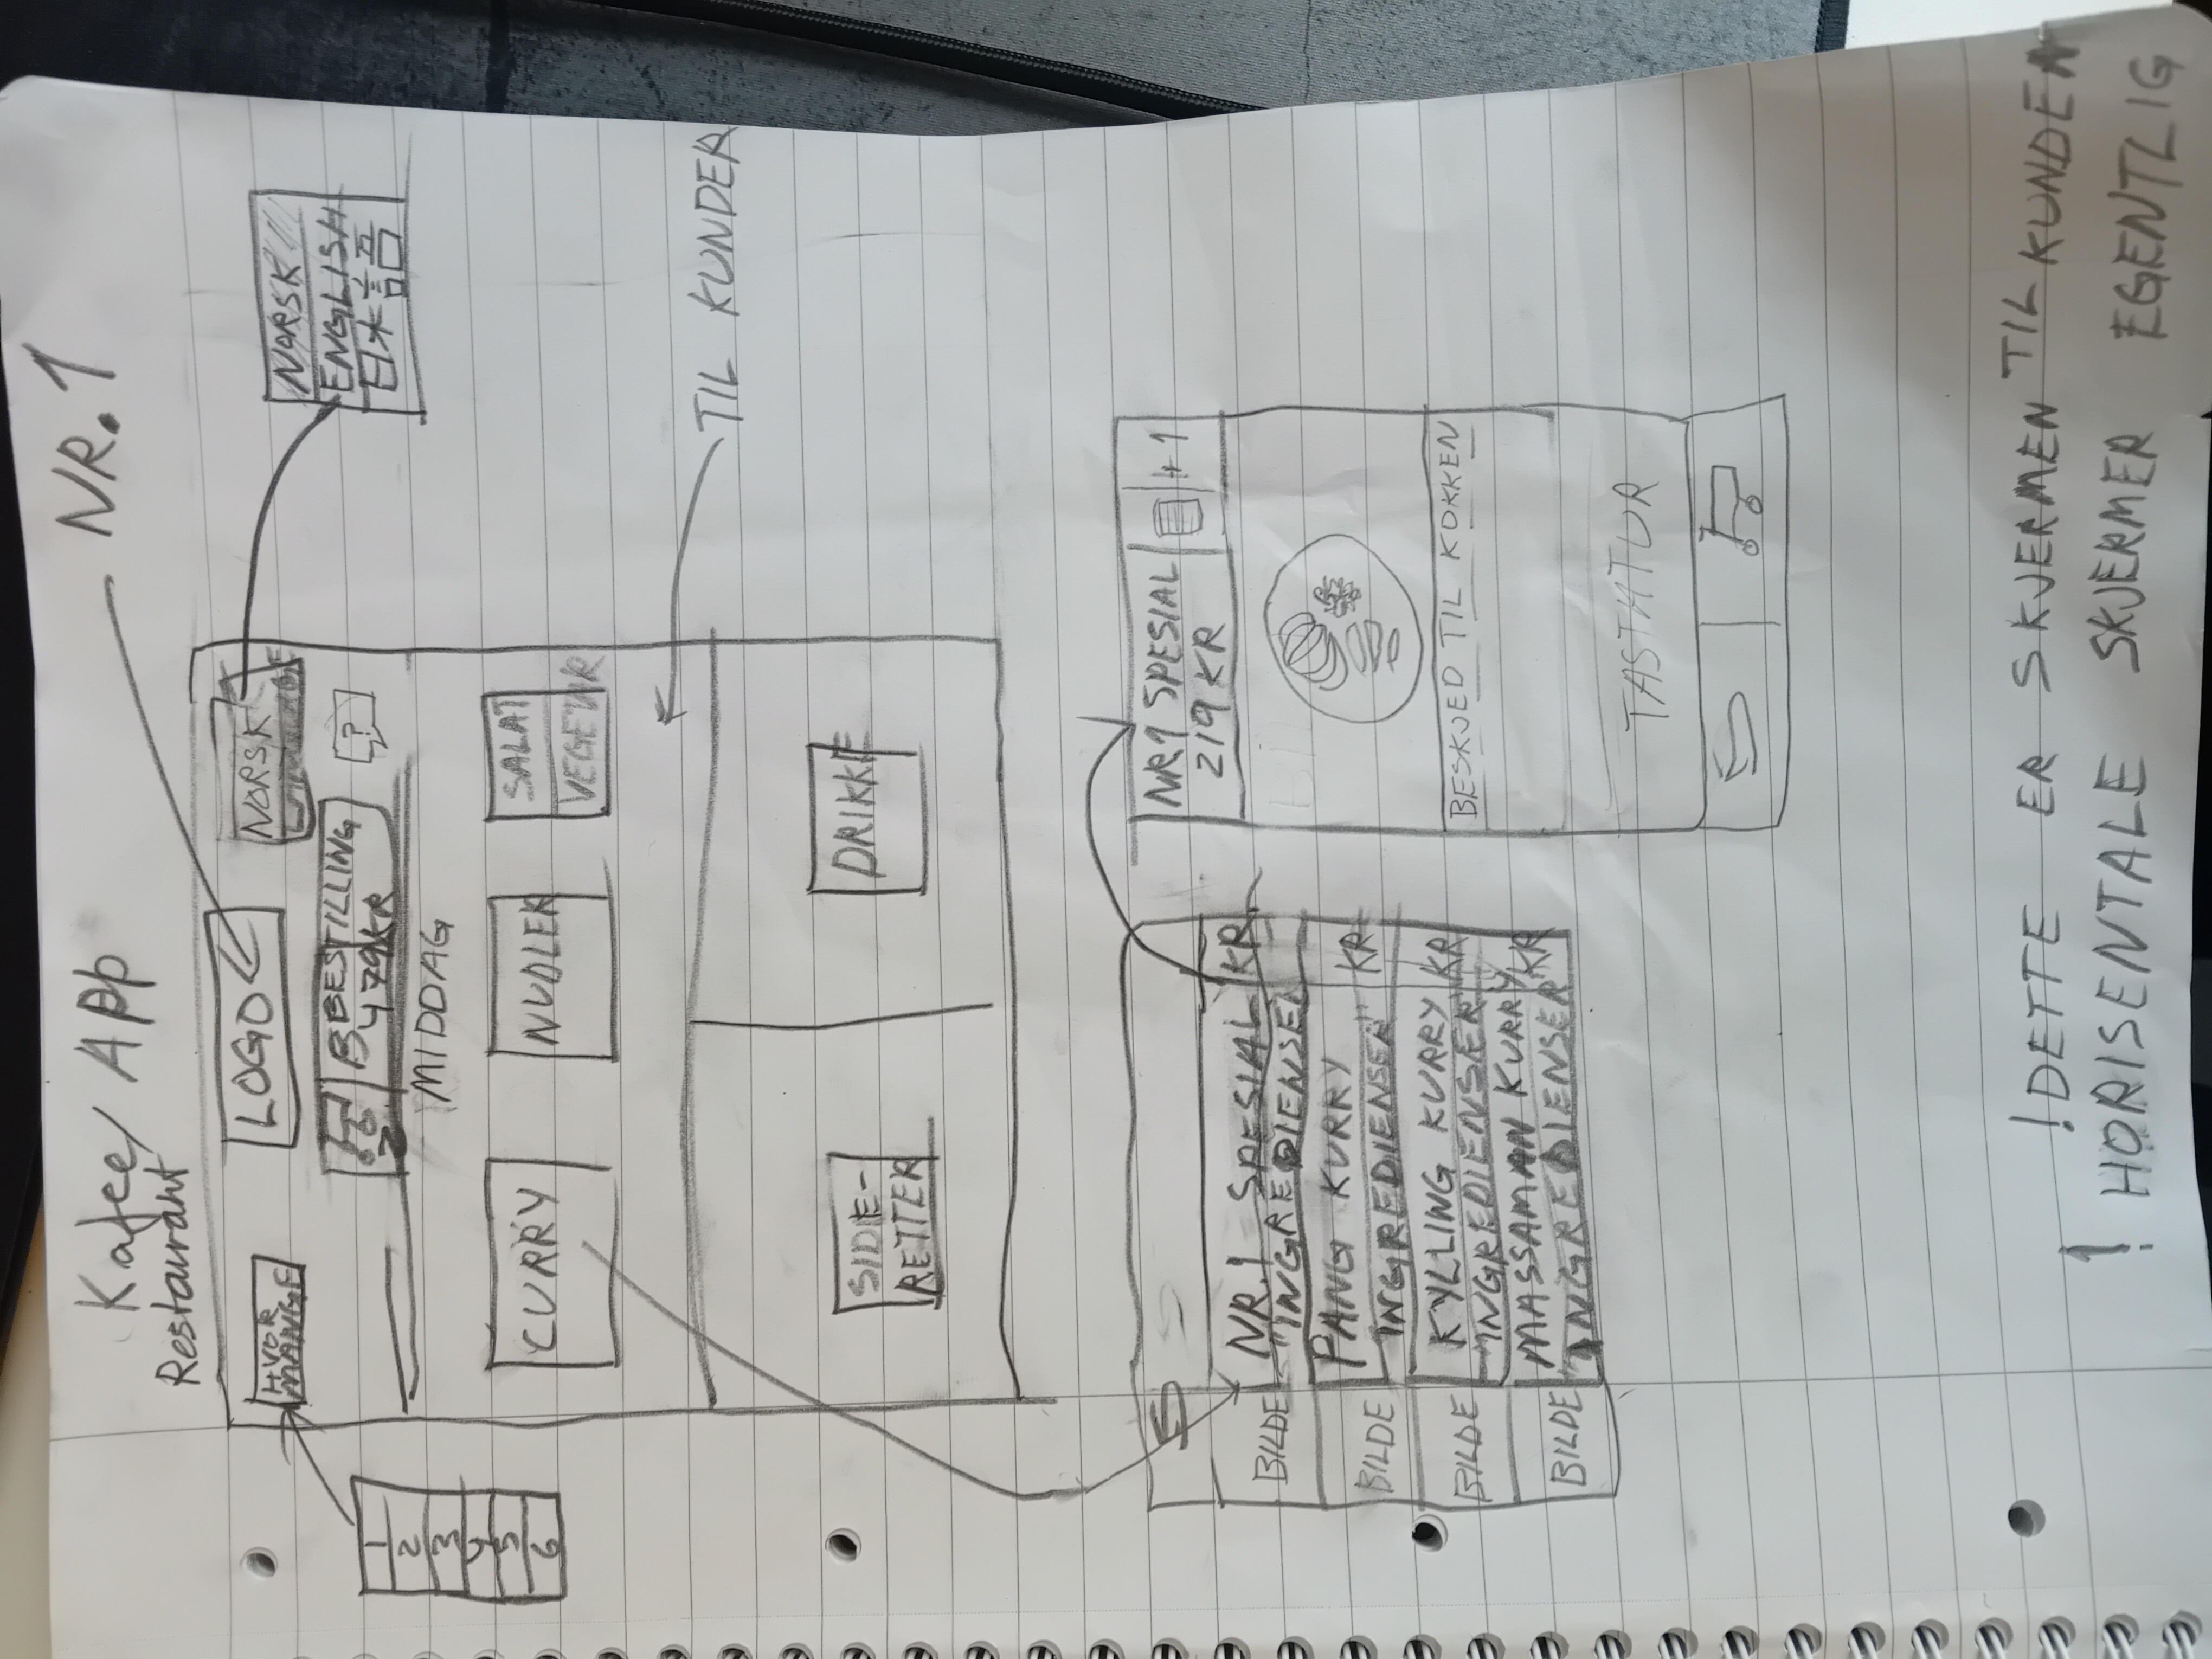 Kafee/ App
Restaurant
NR. 1
HVOR
MANGE
LOGO
NORSK
NORSK
ENGLISH
日本語
BESTILLING
479KR
?
1
2
3
4
5
6
MIDDAG
CURRY
NUDLER
SALAT
VEGETAR
TIL KUNDER
SIDE-
RETTER
DRIKKE
BILDE
NR.1 SPESIAL
KR
"INGREDIENSER
BILDE
PANG KURRY
KR
"INGREDIENSER"
BILDE
KYLLING KURRY
KR
"INGREDIENSER"
BILDE
MASSAMAN KURRY
KR
"INGREDIENSER"
NR1 SPESIAL
219 KR
+ 1
BESKJED TIL KOKKEN
TASTATUR
! DETTE ER SKJERMEN TIL KUNDEN
! HORISENTALE SKJERMER EGENTLIG